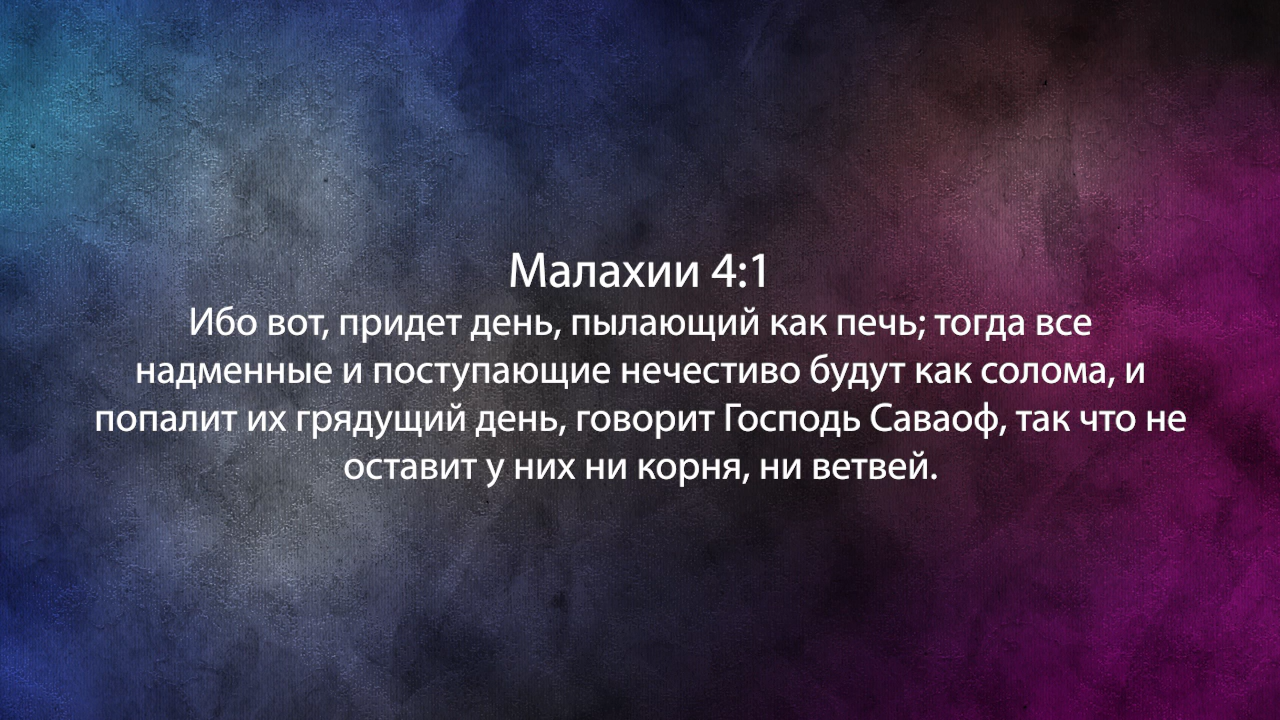 Малахии 4:1
Ибо вот, придет день, пылающий как печь; тогда все
надменные и поступающие нечестиво будут как солома, и
попалит их грядущий день, говорит Господь Саваоф, так что не
оставит у них ни корня, ни ветвей.